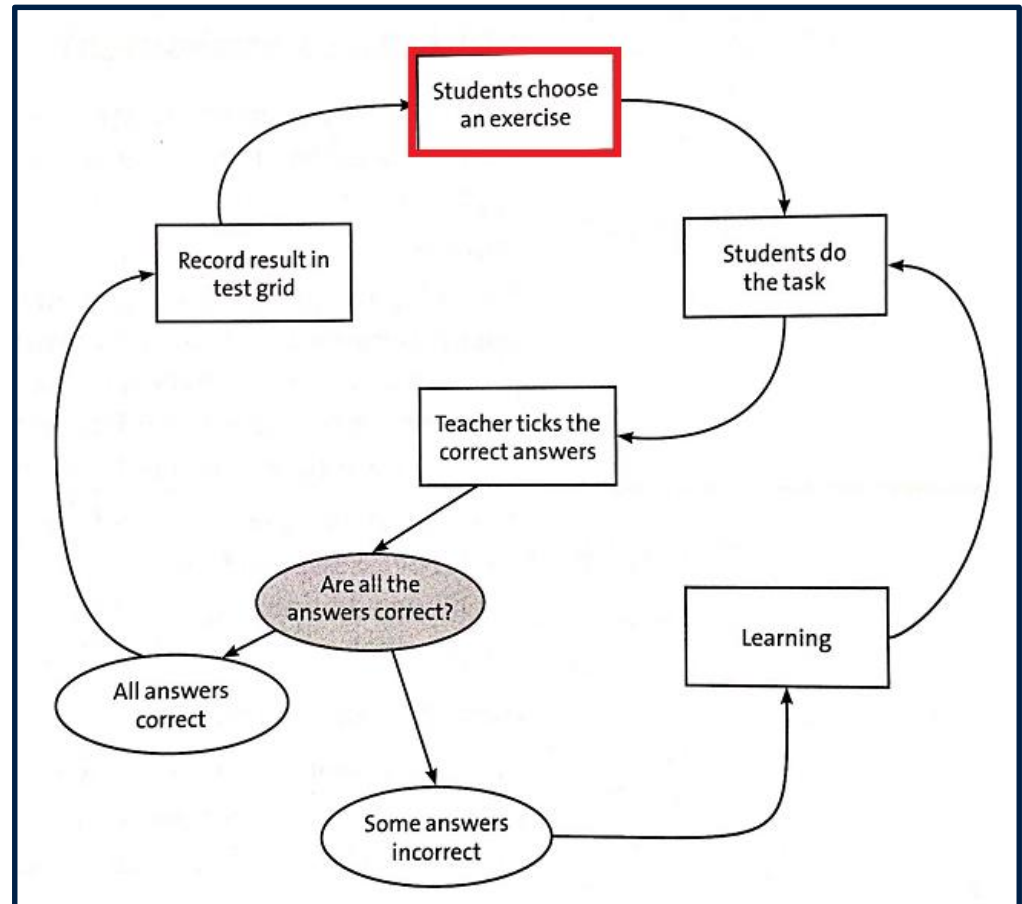 Students choose
an exercise
Record result in
test grid
Students do
the task
Teacher ticks the
correct answers
Are all the
answers correct?
Learning
All answers
correct
Some answers
incorrect